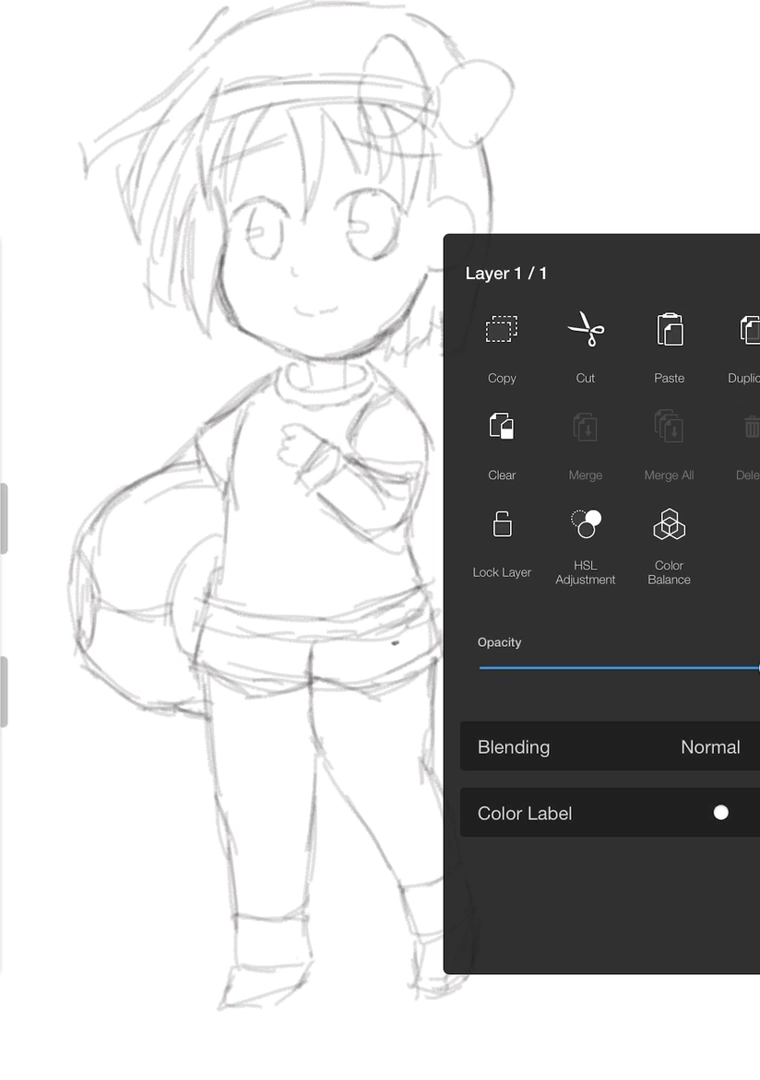 Layer 1 / 1
Copy Cut Paste Duplic
Clear Merge Merge All Dele
Lock Layer HSL Adjustment Color Balance
Opacity
Blending Normal
Color Label